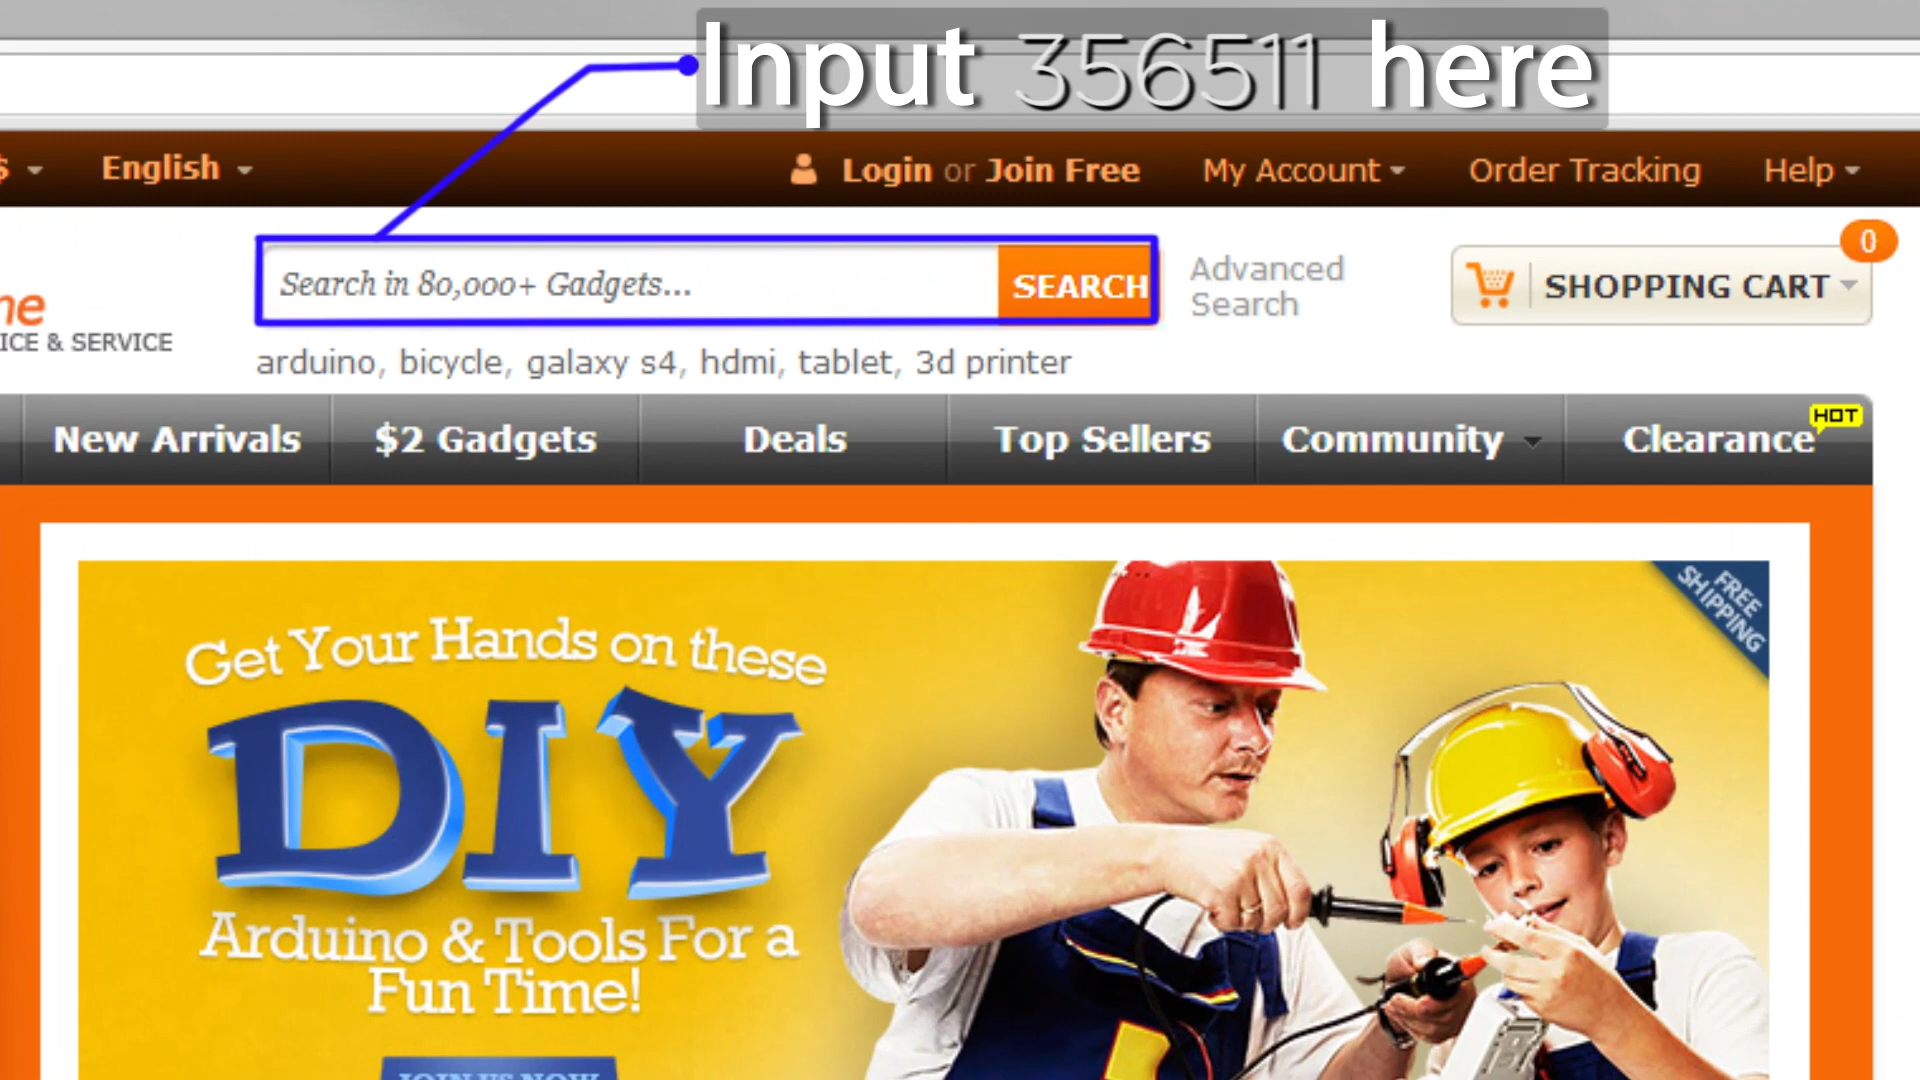 Input 356511 here
$ English Login or Join Free My Account Order Tracking Help
0
Search in 80,000+ Gadgets... SEARCH Advanced Search SHOPPING CART
ne
ICE & SERVICE
arduino, bicycle, galaxy s4, hdmi, tablet, 3d printer
HOT
New Arrivals $2 Gadgets Deals Top Sellers Community Clearance
FREE
SHIPPING
Get Your Hands on these
DIY
Arduino & Tools For a
Fun Time!
JOIN US NOW